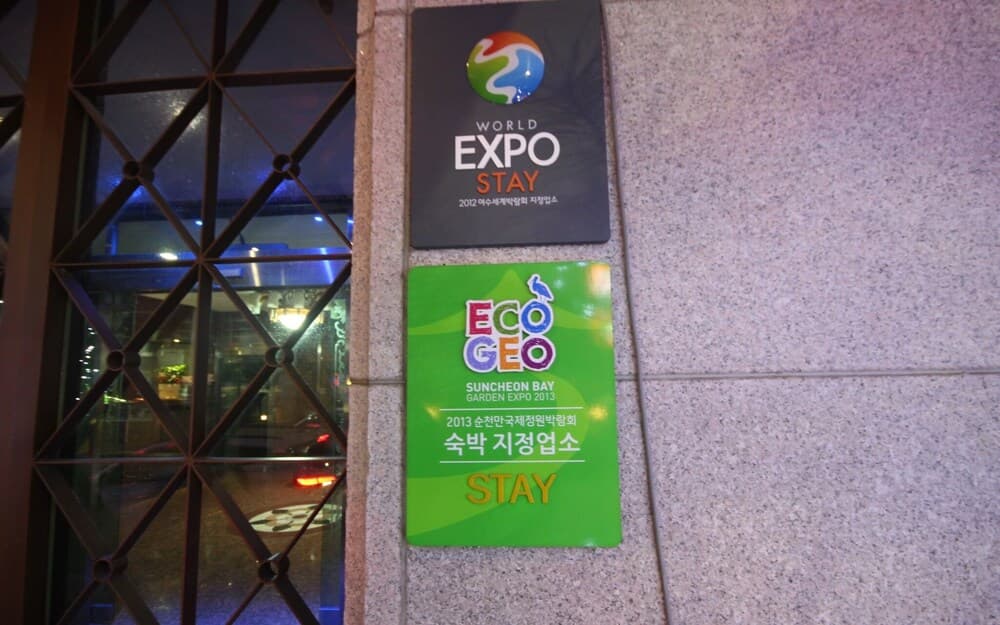 WORLD
EXPO
STAY
2012 여수세계박람회 지정업소
ECO
GEO
SUNCHEON BAY
GARDEN EXPO 2013
2013 순천만국제정원박람회
숙박 지정업소
STAY